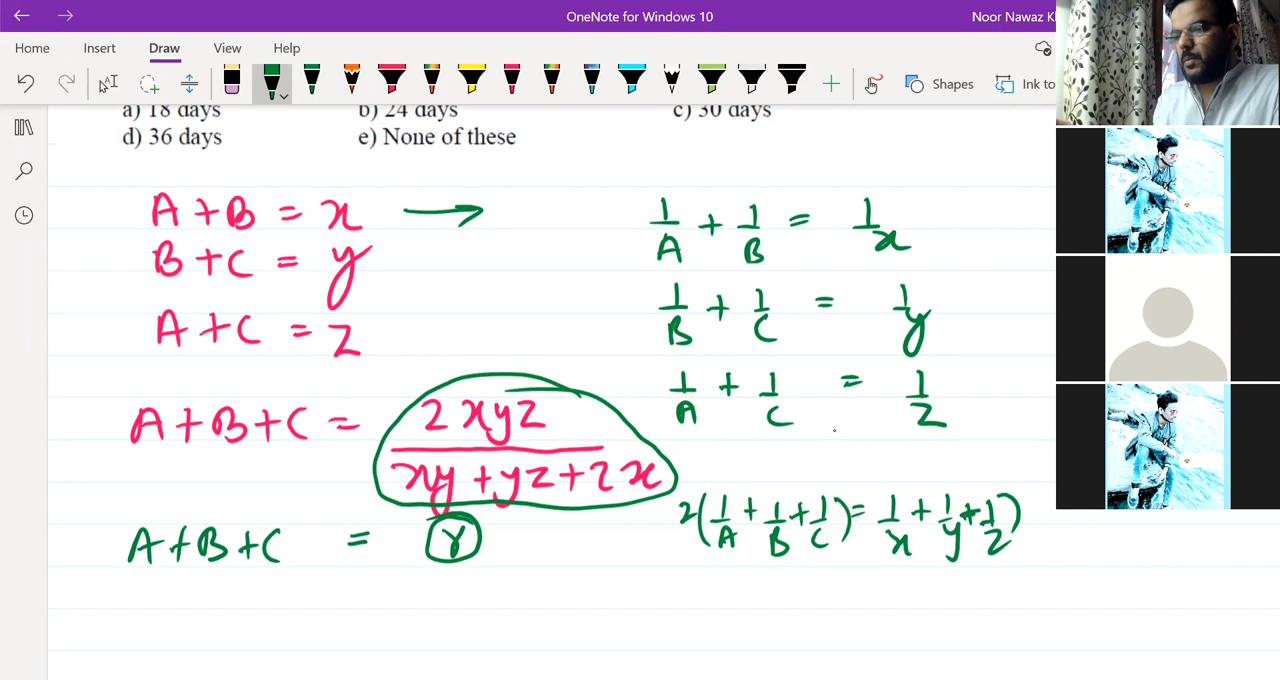 OneNote for Windows 10
Noor Nawaz Kh
Home Insert Draw View Help
Shapes Ink to
a) 18 days b) 24 days c) 30 days
d) 36 days e) None of these
A + B = x → 1/A + 1/B = 1/x
B + C = y 1/B + 1/C = 1/y
A + C = z 1/A + 1/C = 1/z
A + B + C = 2xyz/(xy + yz + zx)
2(1/A + 1/B + 1/C) = 1/x + 1/y + 1/z)
A + B + C =